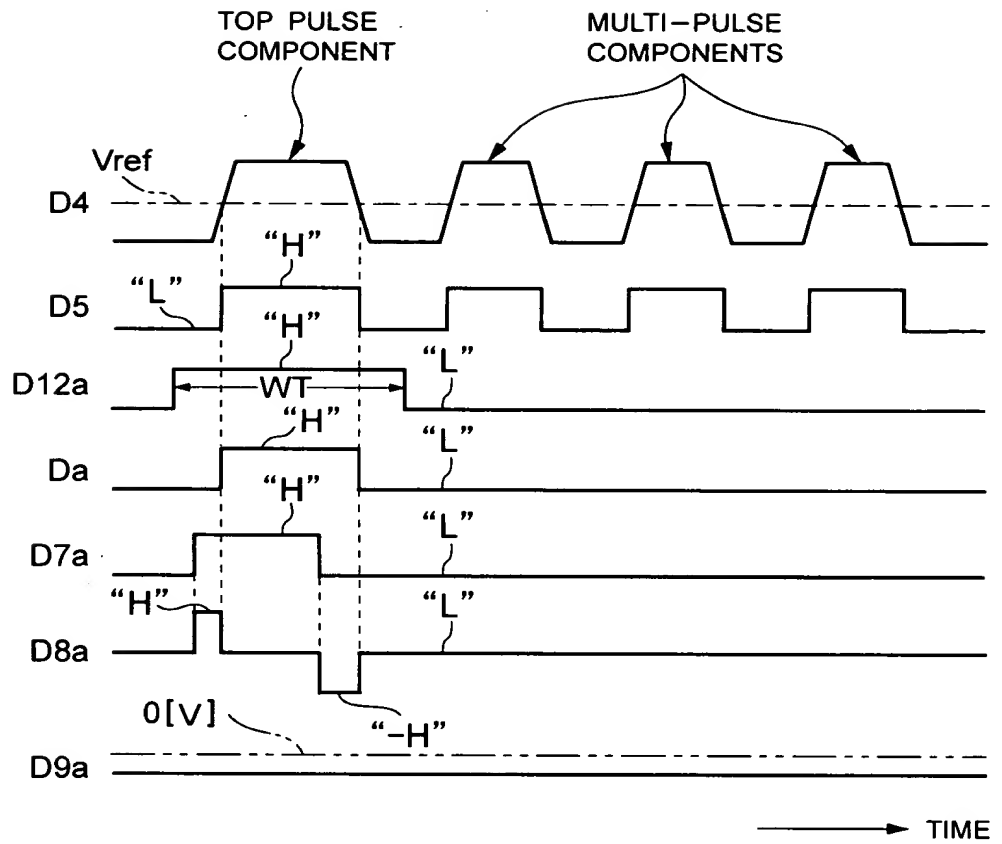 TOP PULSE
COMPONENT
MULTI-PULSE
COMPONENTS
Vref
D4
“H”
“L”
D5
“H”
D12a
WT
“L”
“H”
Da
“L”
“H”
D7a
“L”
“H”
D8a
“L”
“-H”
0[V]
D9a
TIME